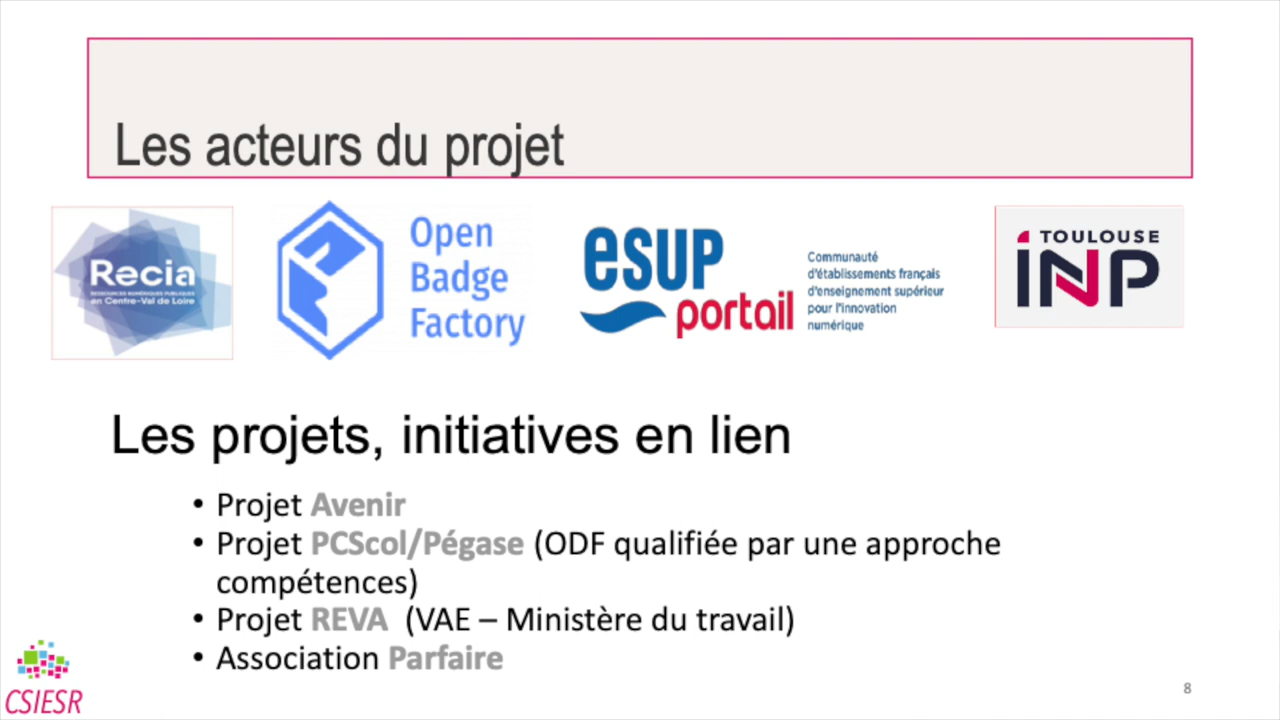 Les acteurs du projet
Recia
RESSOURCES NUMÉRIQUES PUBLIQUES
en Centre-Val de Loire
Open
Badge
Factory
esup
portail
Communauté
d'établissements français
d'enseignement supérieur
pour l'innovation
numérique
TOULOUSE
INP
Les projets, initiatives en lien
• Projet Avenir
• Projet PCScol/Pégase (ODF qualifiée par une approche
compétences)
• Projet REVA (VAE – Ministère du travail)
• Association Parfaire
CSIESR
8